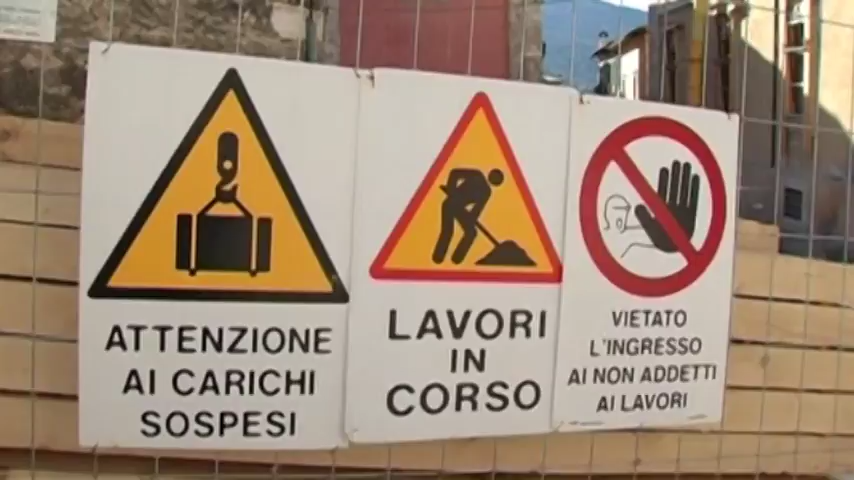 ATTENZIONE
AI CARICHI
SOSPESI
LAVORI
IN
CORSO
VIETATO
L'INGRESSO
AI NON ADDETTI
AI LAVORI